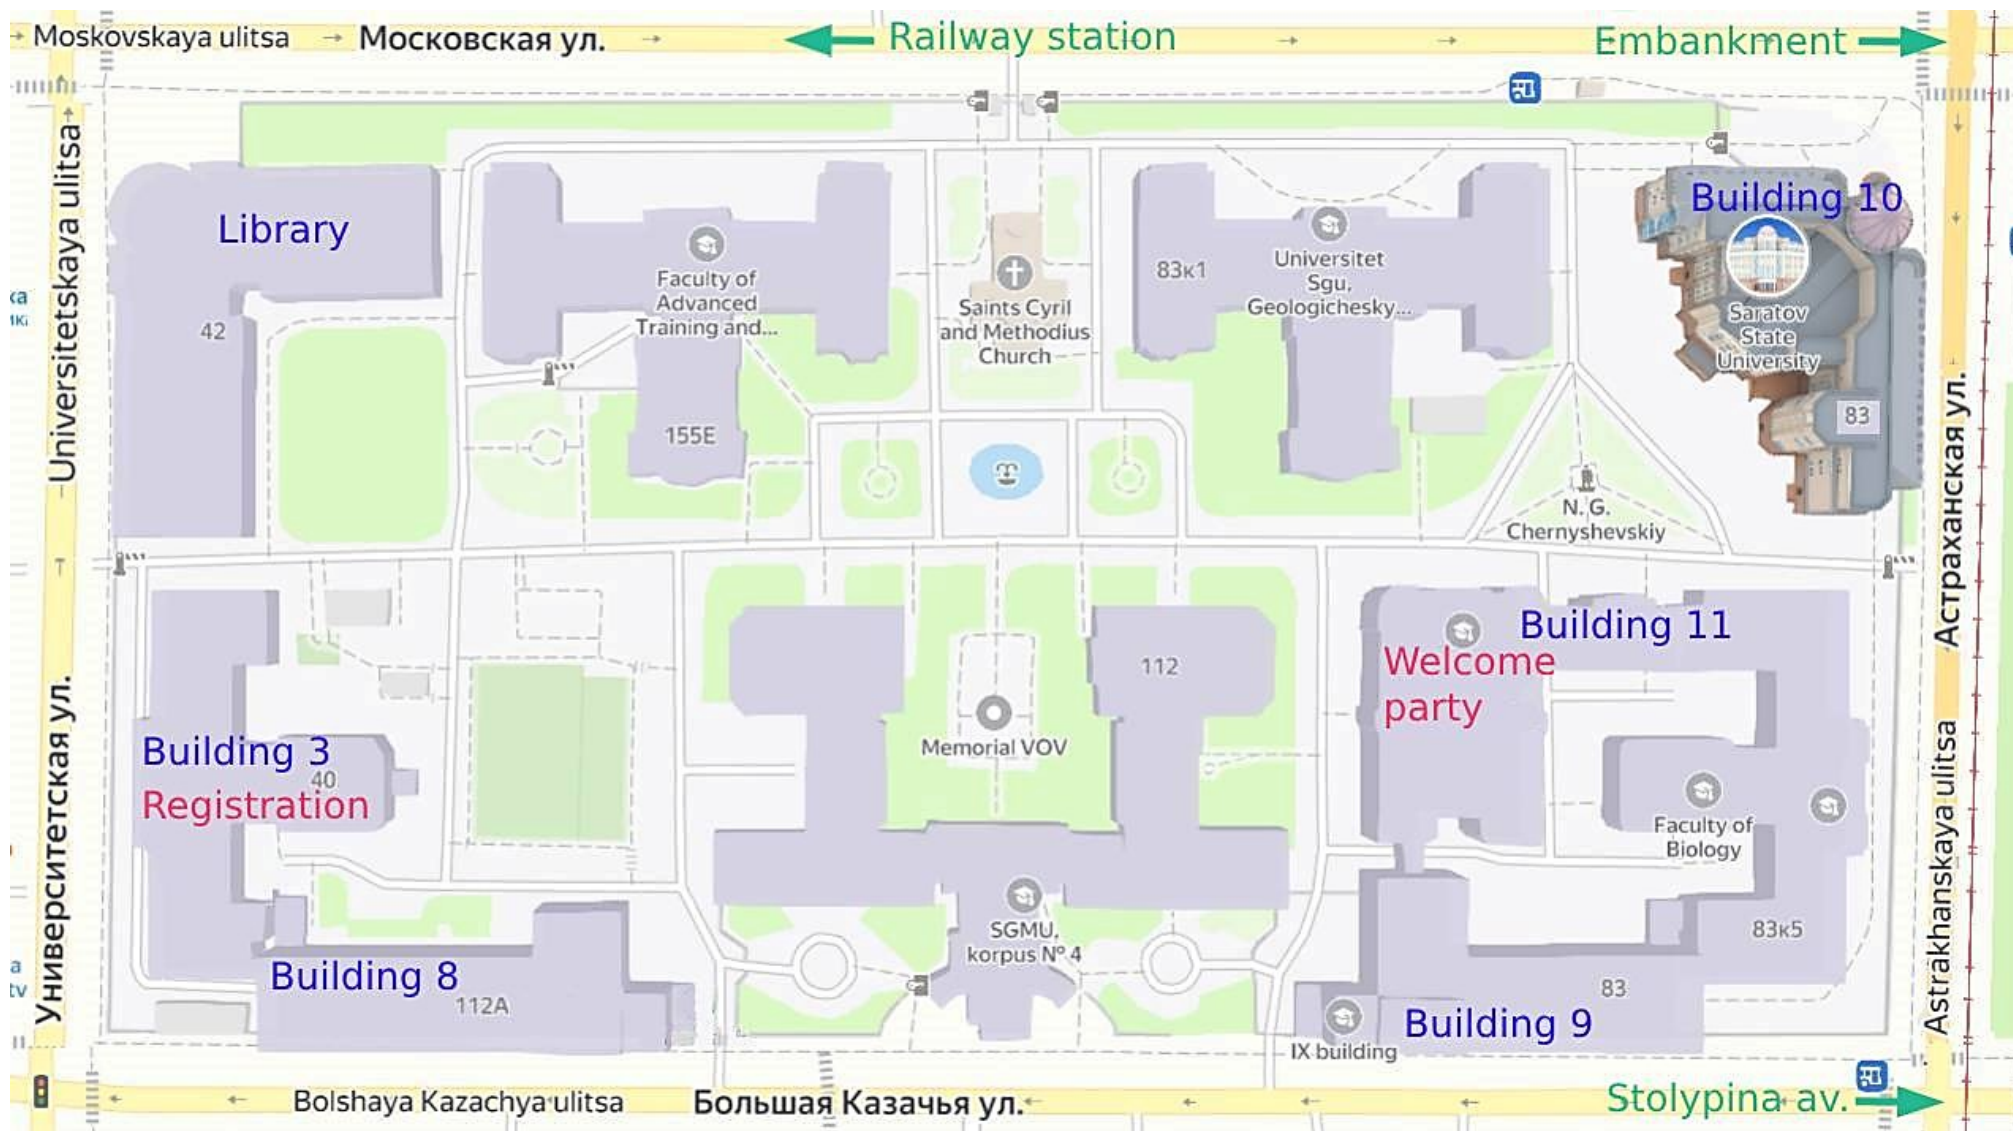 Moskovskaya ulitsa
Московская ул.
Railway station
Embankment
Universitetskaya ulitsa
Library
42
Faculty of
Advanced
Training and...
155Е
Saints Cyril
and Methodius
Church
83к1
Universitet
Sgu,
Geologichesky...
Building 10
Saratov
State
University
83
N. G.
Chernyshevskiy
Астраханская ул.
Университетская ул.
Building 3
40
Registration
Memorial VOV
112
Building 11
Welcome
party
Faculty of
Biology
Astrakhanskaya ulitsa
Building 8
112А
SGMU,
korpus № 4
83к5
83
Building 9
IX building
Bolshaya Kazachya ulitsa
Большая Казачья ул.
Stolypina av.